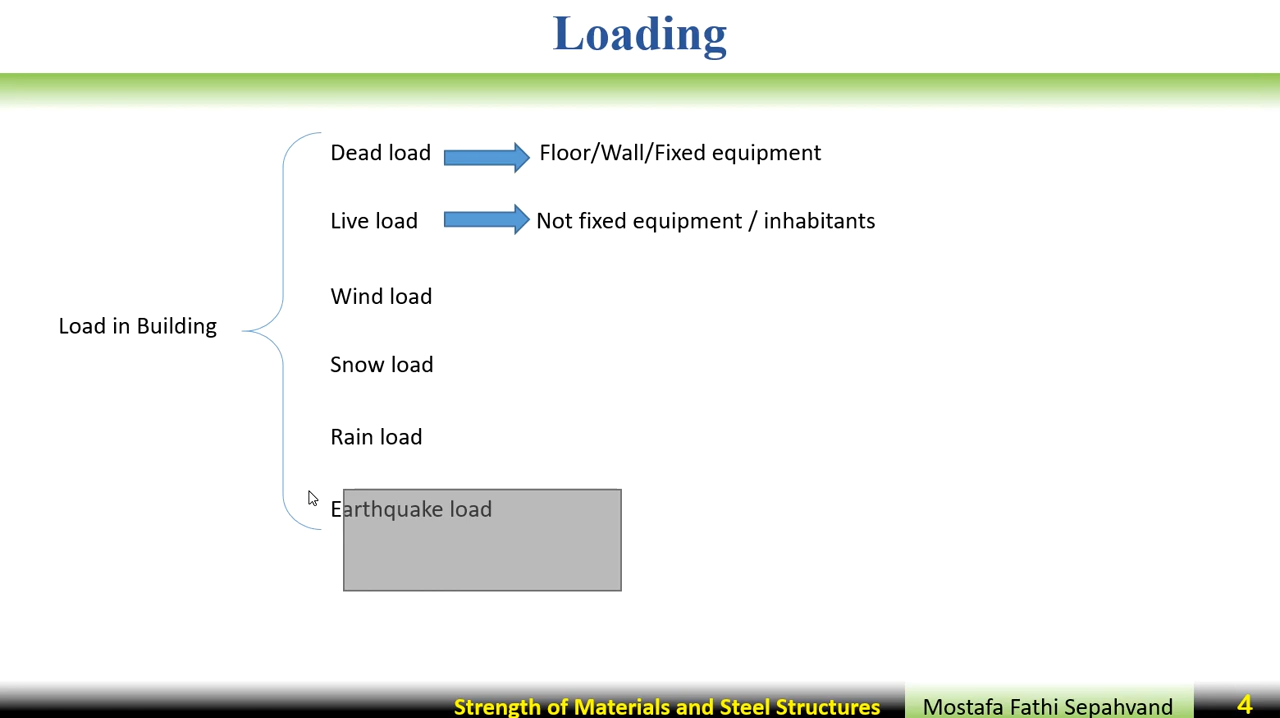 Loading
Dead load
Floor/Wall/Fixed equipment
Live load
Not fixed equipment / inhabitants
Wind load
Load in Building
Snow load
Rain load
Earthquake load
Strength of Materials and Steel Structures
Mostafa Fathi Sepahvand
4